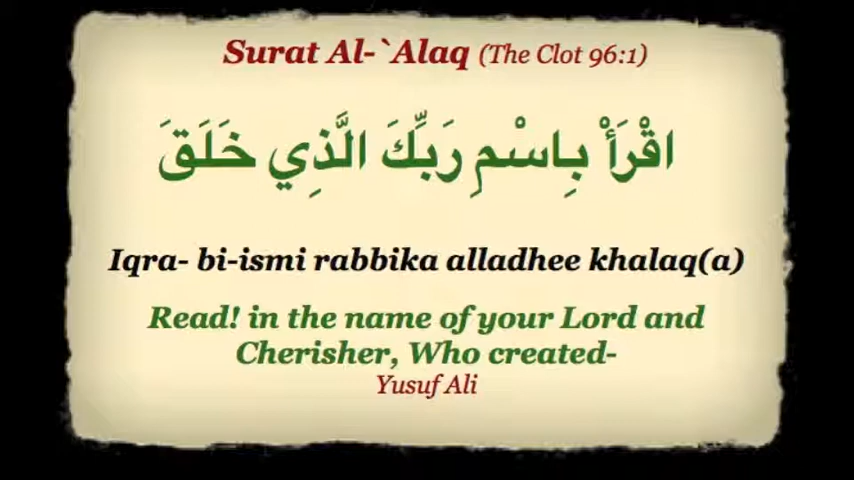 Surat Al-`Alaq (The Clot 96:1)
اقْرَأْ بِاسْمِ رَبِّكَ الَّذِي خَلَقَ
Iqra- bi-ismi rabbika alladhee khalaq(a)
Read! in the name of your Lord and
Cherisher, Who created-
Yusuf Ali